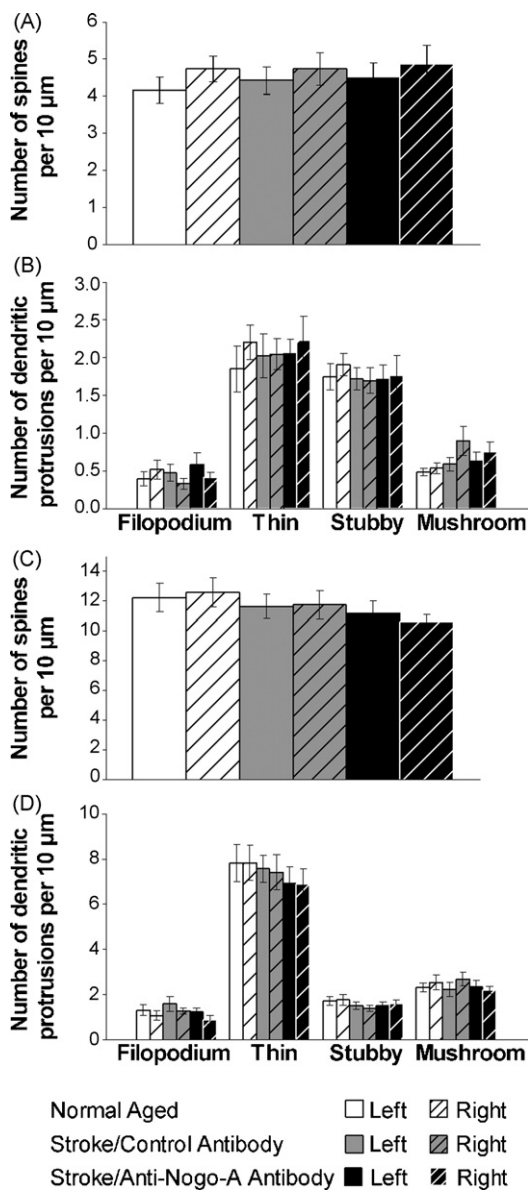 (A)
Number of spines
per 10 µm
6
5
4
3
2
1
0
(B)
Number of dendritic
protrusions per 10 µm
3.0
2.5
2.0
1.5
1.0
0.5
0.0
Filopodium Thin Stubby Mushroom
(C)
Number of spines
per 10 µm
14
12
10
8
6
4
2
0
(D)
Number of dendritic
protrusions per 10 µm
10
8
6
4
2
0
Filopodium Thin Stubby Mushroom
Normal Aged Left Right
Stroke/Control Antibody Left Right
Stroke/Anti-Nogo-A Antibody Left Right